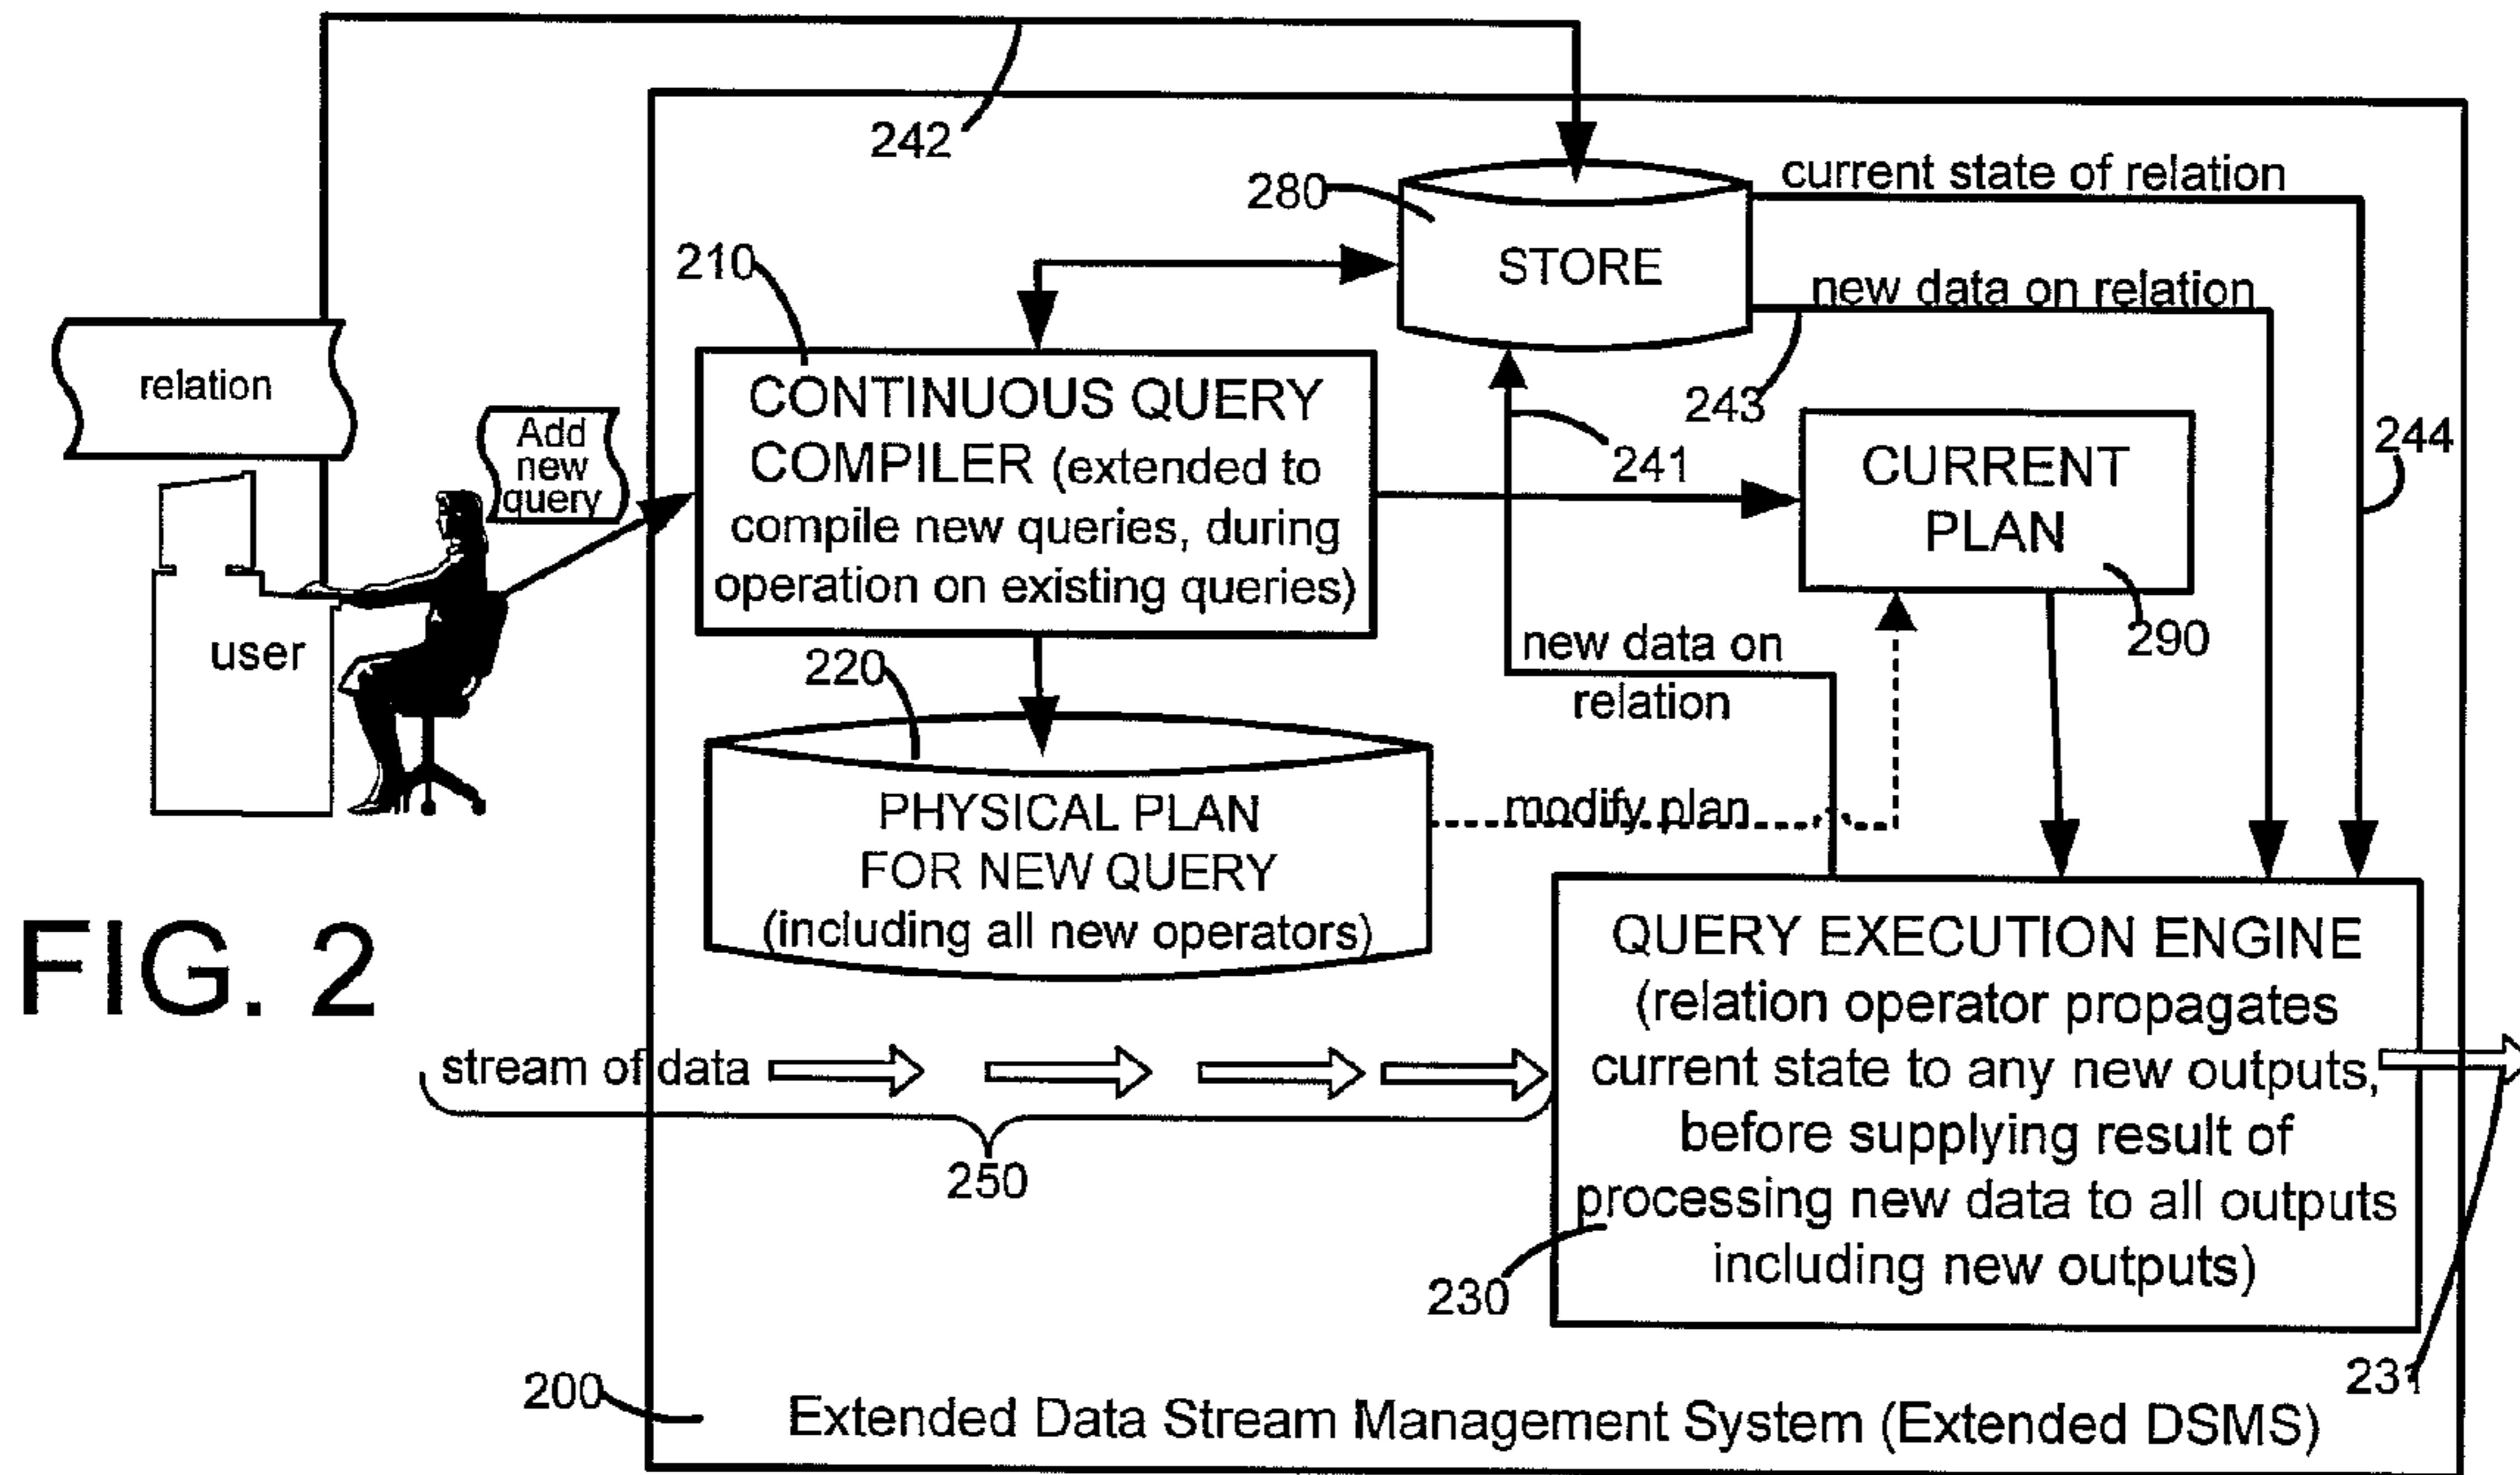 242
280
current state of relation
STORE
210
new data on relation
relation
243
244
Add
new
query
CONTINUOUS QUERY
COMPILER (extended to
compile new queries, during
operation on existing queries)
241
CURRENT
PLAN
290
user
220
new data on
relation
PHYSICAL PLAN
FOR NEW QUERY
(including all new operators)
modify plan
FIG. 2
QUERY EXECUTION ENGINE
(relation operator propagates
current state to any new outputs,
before supplying result of
processing new data to all outputs
including new outputs)
stream of data
250
230
231
200
Extended Data Stream Management System (Extended DSMS)